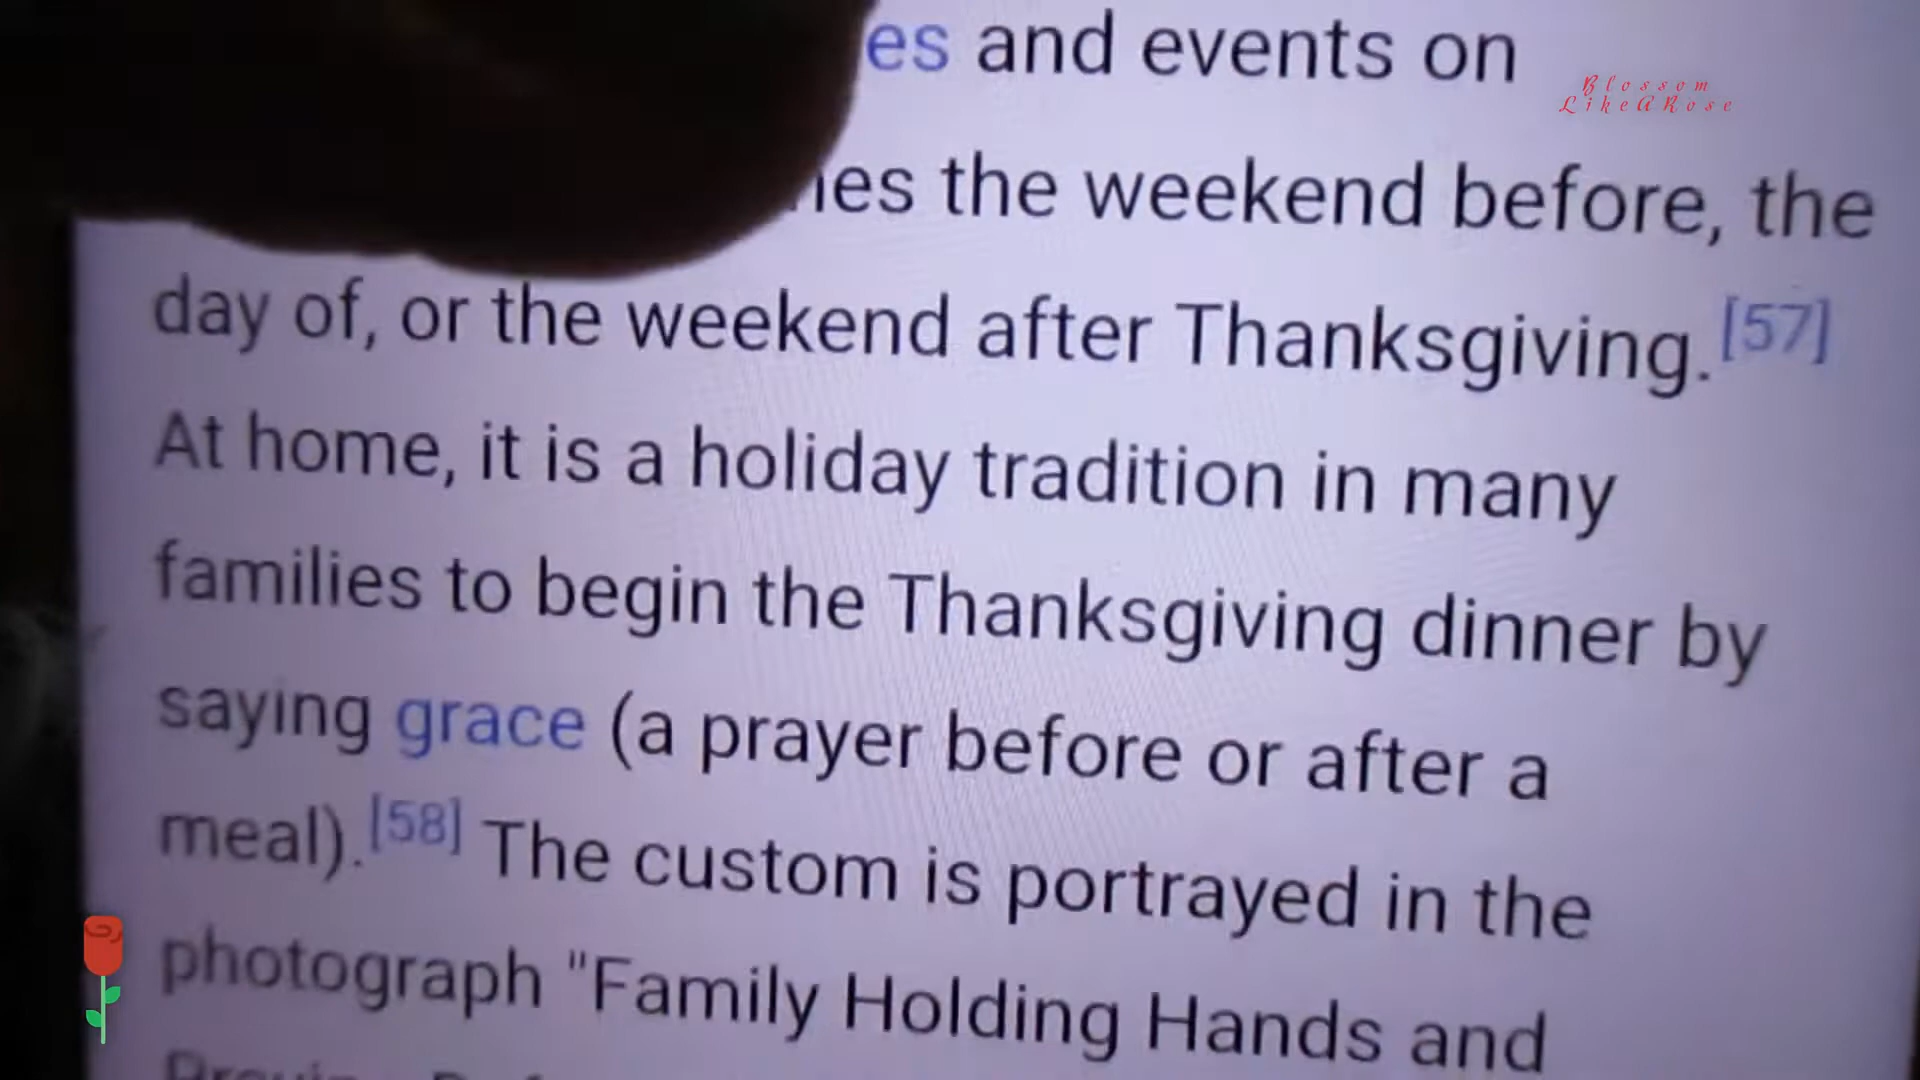 and events on
Blossom
LikeARose
the weekend before, the
day of, or the weekend after Thanksgiving.[57]
At home, it is a holiday tradition in many
families to begin the Thanksgiving dinner by
saying grace (a prayer before or after a
meal).[58] The custom is portrayed in the
photograph "Family Holding Hands and